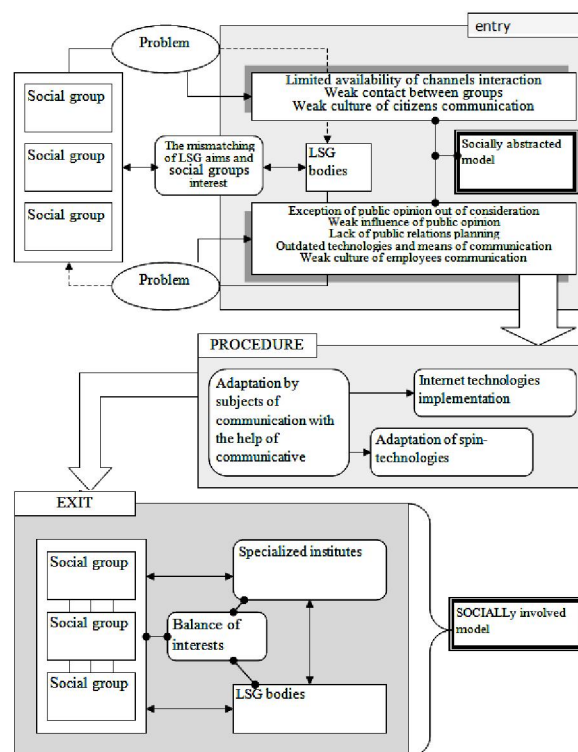 entry
Problem
Limited availability of channels interaction
Weak contact between groups
Weak culture of citizens communication
Social group
Social group
Social group
The mismatching
of LSG aims and
social groups
interest
LSG
bodies
Socially abstracted
model
Exception of public opinion out of consideration
Weak influence of public opinion
Lack of public relations planning
Outdated technologies and means of communication
Weak culture of employees communication
Problem
PROCEDURE
Adaptation by
subjects of
communication with
the help of
communicative
Internet technologies
implementation
Adaptation of spin-
technologies
EXIT
Social group
Social group
Social group
Specialized institutes
Balance of
interests
LSG bodies
SOCIALLy involved
model